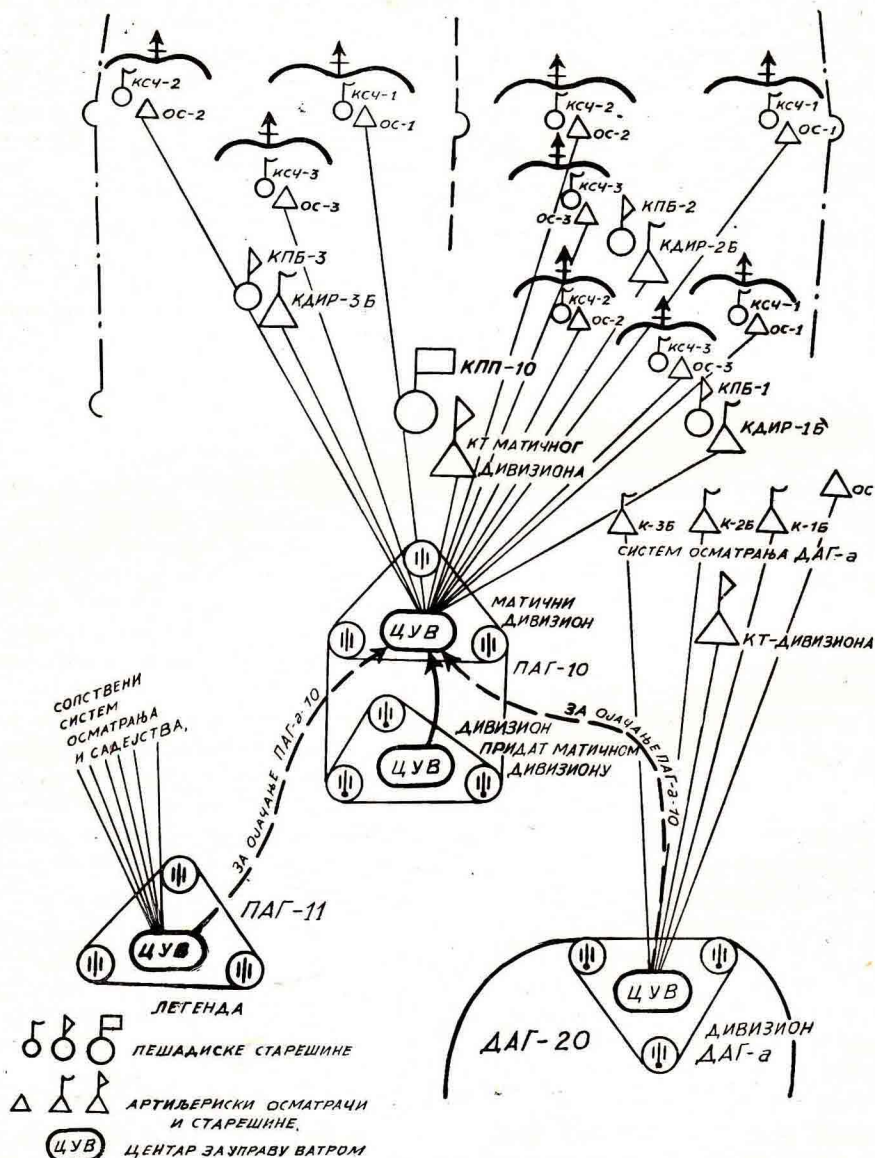 КСЧ-2
ОС-2
КСЧ-1
ОС-1
КСЧ-2
ОС-2
КСЧ-1
ОС-1
КСЧ-3
ОС-3
КСЧ-3
ОС-3
КПБ-2
КПБ-3
КДИР-2Б
КДИР-3Б
КСЧ-2
ОС-2
КСЧ-1
ОС-1
КСЧ-3
ОС-3
КПП-10
КПБ-1
КТ МАТИЧНОГ
ДИВИЗИОНА
КДИР-1Б
ОС
К-3Б
К-2Б
К-1Б
СИСТЕМ ОСМАТРАЊА ДАГ-а
МАТИЧНИ
ДИВИЗИОН
ЦУВ
КТ-ДИВИЗИОНА
ПАГ-10
СОПСТВЕНИ
СИСТЕМ
ОСМАТРАЊА
И САДЕЈСТВА,
ЗА ОЈАЧАЊЕ ПАГ-а-10
ЗА ОЈАЧАЊЕ ПАГ-а-10
ДИВИЗИОН
ПРИДАТ МАТИЧНОМ
ДИВИЗИОНУ
ЦУВ
ПАГ-11
ЦУВ
ЦУВ
ДАГ-20
ДИВИЗИОН
ДАГ-а
ЛЕГЕНДА
ПЕШАДИСКЕ СТАРЕШИНЕ
АРТИЉЕРИСКИ ОСМАТРАЧИ
И СТАРЕШИНЕ,
ЦУВ
ЦЕНТАР ЗА УПРАВУ ВАТРОМ